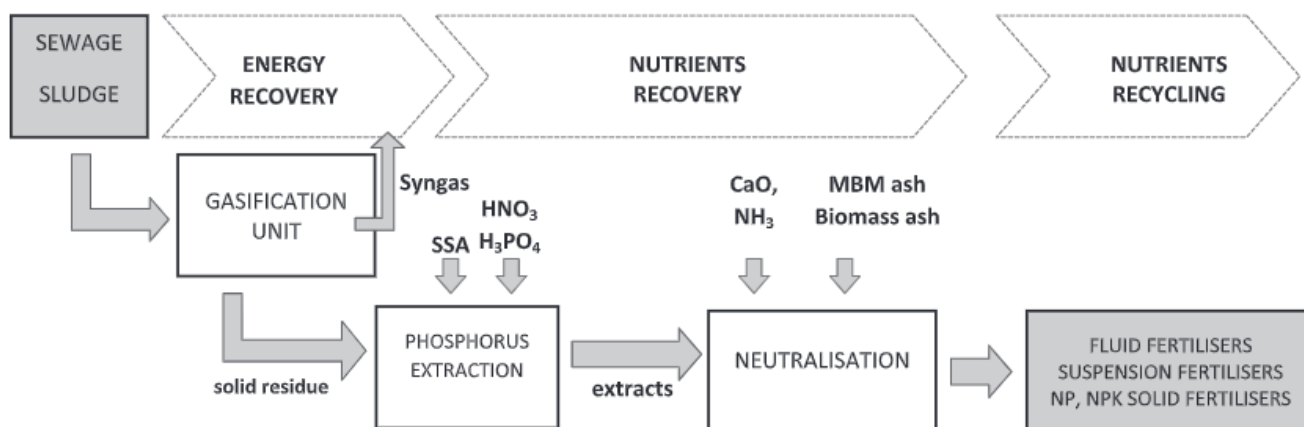 SEWAGE
SLUDGE
ENERGY
RECOVERY
NUTRIENTS
RECOVERY
NUTRIENTS
RECYCLING
GASIFICATION
UNIT
Syngas
SSA
HNO₃
H₃PO₄
CaO,
NH₃
MBM ash
Biomass ash
solid residue
PHOSPHORUS
EXTRACTION
extracts
NEUTRALISATION
FLUID FERTILISERS
SUSPENSION FERTILISERS
NP, NPK SOLID FERTILISERS